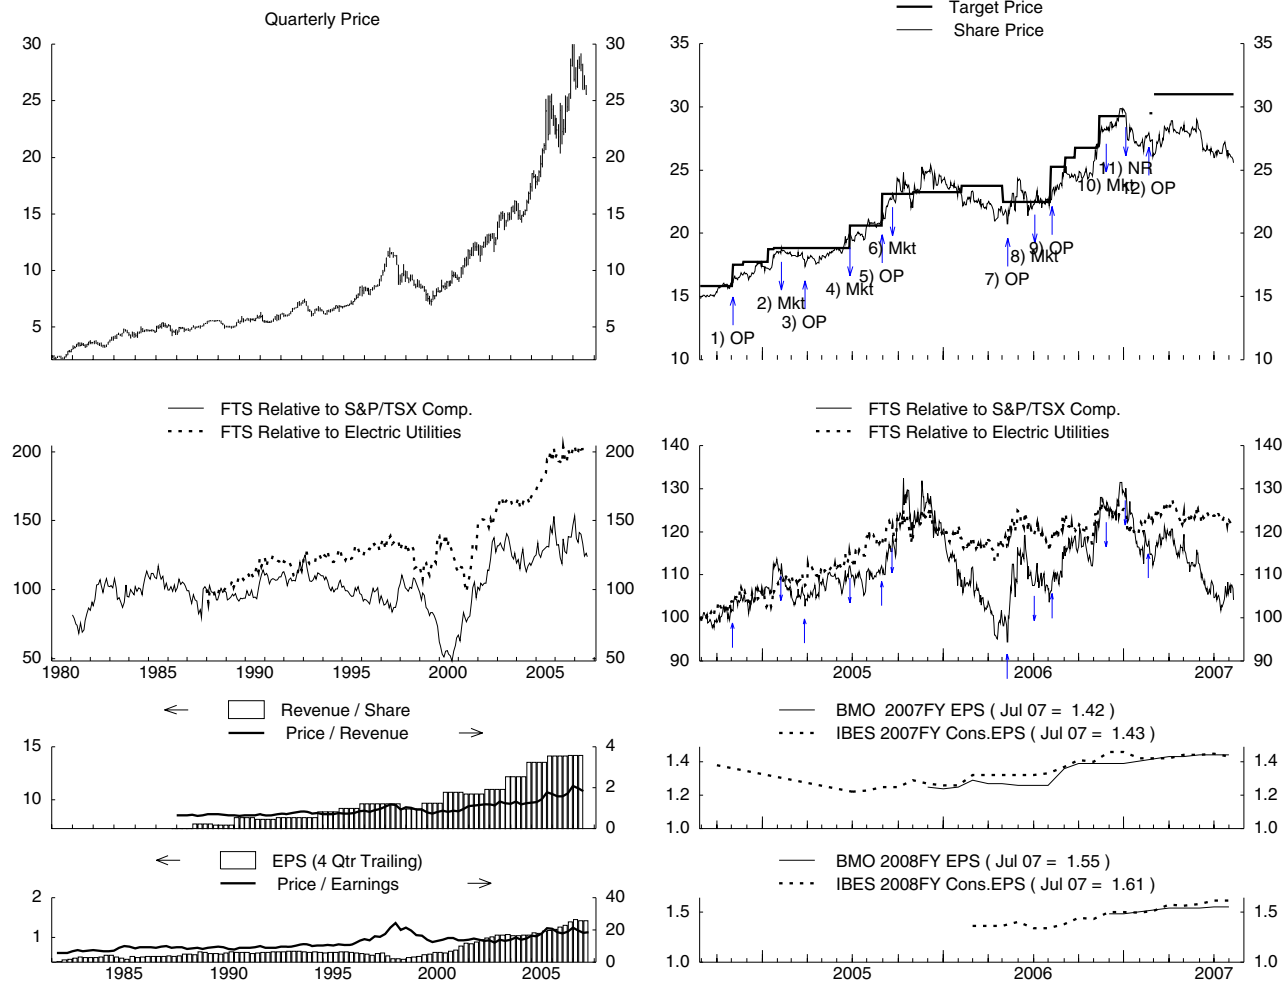 Quarterly Price
30 30
25 25
20 20
15 15
10 10
5 5
Target Price
Share Price
35 35
30 30
25 25
20 20
15 15
10 10
1) OP
2) Mkt
3) OP
4) Mkt
5) OP
6) Mkt
7) OP
8) Mkt
9) OP
10) Mkt
11) NR
12) OP
FTS Relative to S&P/TSX Comp.
FTS Relative to Electric Utilities
200 200
150 150
100 100
50 50
1980 1985 1990 1995 2000 2005
FTS Relative to S&P/TSX Comp.
FTS Relative to Electric Utilities
140 140
130 130
120 120
110 110
100 100
90 90
2005 2006 2007
Revenue / Share
Price / Revenue
15 4
10 2
0
BMO 2007FY EPS ( Jul 07 = 1.42 )
IBES 2007FY Cons.EPS ( Jul 07 = 1.43 )
1.4 1.4
1.2 1.2
1.0 1.0
EPS (4 Qtr Trailing)
Price / Earnings
2 40
1 20
0
1985 1990 1995 2000 2005
BMO 2008FY EPS ( Jul 07 = 1.55 )
IBES 2008FY Cons.EPS ( Jul 07 = 1.61 )
1.5 1.5
1.0 1.0
2005 2006 2007